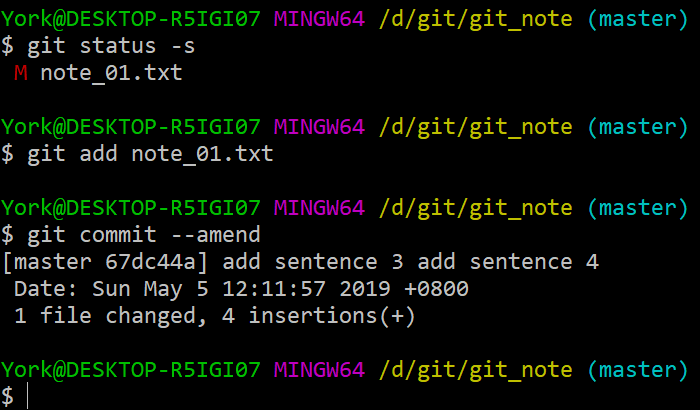 York@DESKTOP-R5IGI07 MINGW64 /d/git/git_note (master)
$ git status -s
 M note_01.txt
York@DESKTOP-R5IGI07 MINGW64 /d/git/git_note (master)
$ git add note_01.txt
York@DESKTOP-R5IGI07 MINGW64 /d/git/git_note (master)
$ git commit --amend
[master 67dc44a] add sentence 3 add sentence 4
 Date: Sun May 5 12:11:57 2019 +0800
 1 file changed, 4 insertions(+)
York@DESKTOP-R5IGI07 MINGW64 /d/git/git_note (master)
$